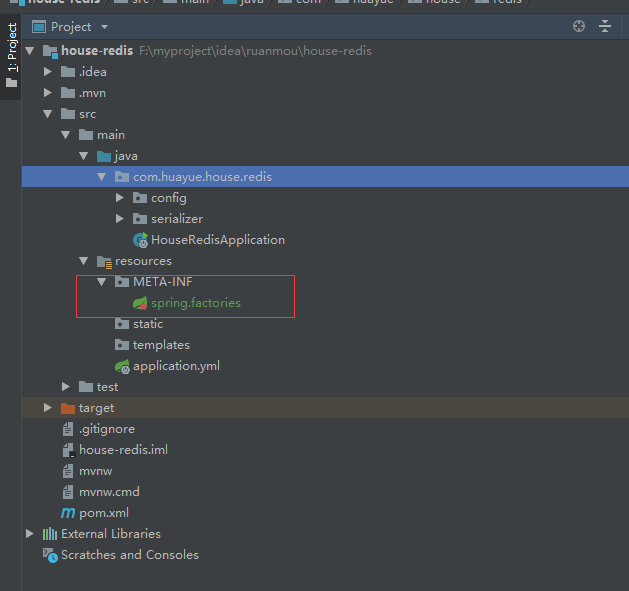 house-redis src main java com huayue house redis
1: Project
Project
house-redis F:\myproject\idea\ruanmou\house-redis
.idea
.mvn
src
main
java
com.huayue.house.redis
config
serializer
HouseRedisApplication
resources
META-INF
spring.factories
static
templates
application.yml
test
target
.gitignore
house-redis.iml
mvnw
mvnw.cmd
pom.xml
External Libraries
Scratches and Consoles